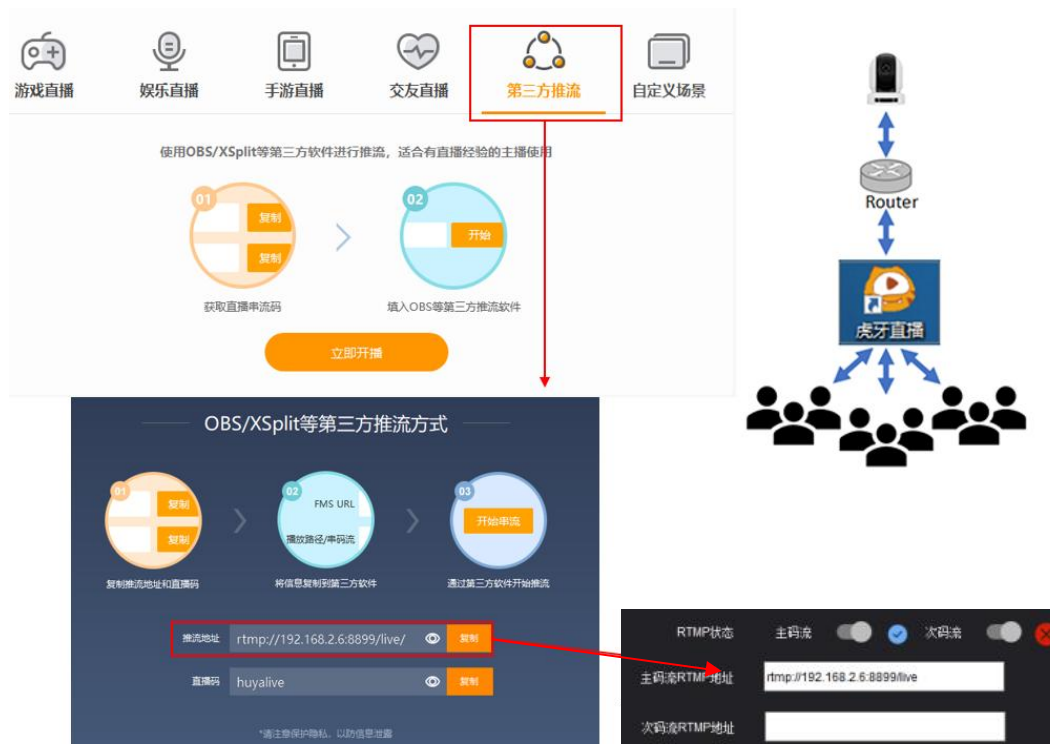 游戏直播
娱乐直播
手游直播
交友直播
第三方推流
自定义场景
使用OBS/XSplit等第三方软件进行推流，适合有直播经验的主播使用
01
复制
复制
02
开始
获取直播串流码
填入OBS等第三方推流软件
立即开播
Router
虎牙直播
OBS/XSplit等第三方推流方式
01
复制
复制
02
FMS URL
播放路径/串码流
03
开始串流
复制推流地址和直播码
将信息复制到第三方软件
通过第三方软件开始推流
推流地址
rtmp://192.168.2.6:8899/live/
复制
直播码
huyalive
复制
*请注意保护隐私，以防信息泄露
RTMP状态
主码流
次码流
主码流RTMP地址
rtmp://192.168.2.6:8899/live
次码流RTMP地址